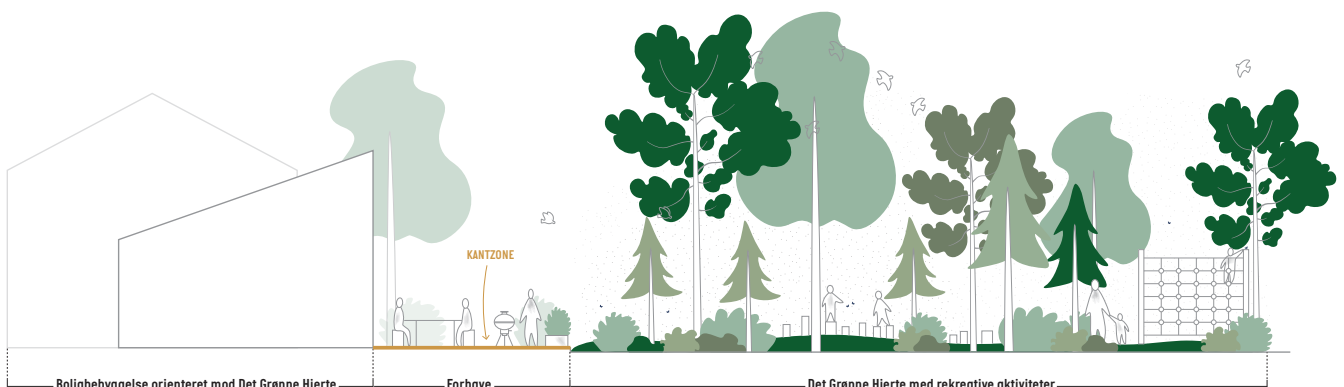 KANTZONE
Boligbebyggelse orienteret mod Det Grønne Hjerte
Forhave
Det Grønne Hjerte med rekreative aktiviteter